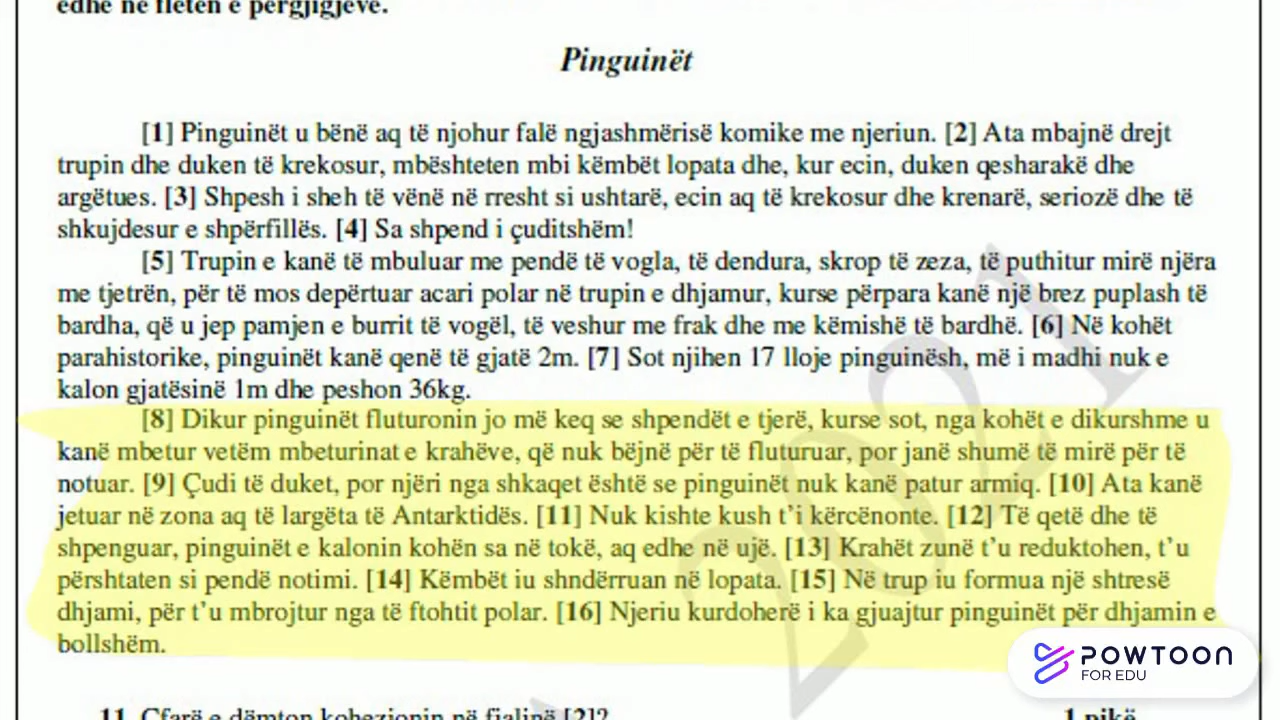 edhe në fletën e përgjigjeve.
Pinguinët
[1] Pinguinët u bënë aq të njohur falë ngjashmërisë komike me njeriun. [2] Ata mbajnë drejt
trupin dhe duken të krekosur, mbështeten mbi këmbët lopata dhe, kur ecin, duken qesharakë dhe
argëtues. [3] Shpesh i sheh të vënë në rresht si ushtarë, ecin aq të krekosur dhe krenarë, seriozë dhe të
shkujdesur e shpërfillës. [4] Sa shpend i çuditshëm!
[5] Trupin e kanë të mbuluar me pendë të vogla, të dendura, skrop të zeza, të puthitur mirë njëra
me tjetrën, për të mos depërtuar acari polar në trupin e dhjamur, kurse përpara kanë një brez puplash të
bardha, që u jep pamjen e burrit të vogël, të veshur me frak dhe me këmishë të bardhë. [6] Në kohët
parahistorike, pinguinët kanë qenë të gjatë 2m. [7] Sot njihen 17 lloje pinguinësh, më i madhi nuk e
kalon gjatësinë 1m dhe peshon 36kg.
[8] Dikur pinguinët fluturonin jo më keq se shpendët e tjerë, kurse sot, nga kohët e dikurshme u
kanë mbetur vetëm mbeturinat e krahëve, që nuk bëjnë për të fluturuar, por janë shumë të mirë për të
notuar. [9] Çudi të duket, por njëri nga shkaqet është se pinguinët nuk kanë patur armiq. [10] Ata kanë
jetuar në zona aq të largëta të Antarktidës. [11] Nuk kishte kush t’i kërcënonte. [12] Të qetë dhe të
shpenguar, pinguinët e kalonin kohën sa në tokë, aq edhe në ujë. [13] Krahët zunë t’u reduktohen, t’u
përshtaten si pendë notimi. [14] Këmbët iu shndërruan në lopata. [15] Në trup iu formua një shtresë
dhjami, për t’u mbrojtur nga të ftohtit polar. [16] Njeriu kurdoherë i ka gjuajtur pinguinët për dhjamin e
bollshëm.
11. Çfarë e dëmton kohezionin në fjalinë [2]? 1 pikë
2021
POWTOON
FOR EDU